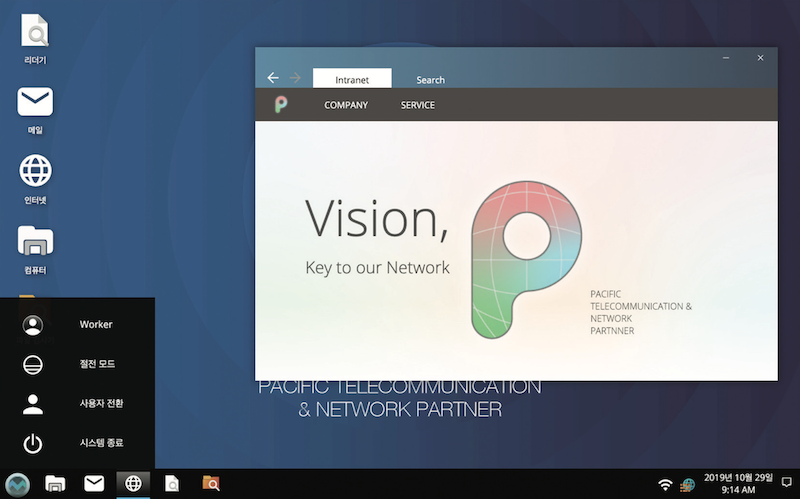 리더기
메일
인터넷
컴퓨터
Intranet
Search
COMPANY
SERVICE
Vision,
Key to our Network
PACIFIC
TELECOMMUNICATION &
NETWORK
PARTNNER
PACIFIC TELECOMMUNICATION
& NETWORK PARTNER
Worker
절전 모드
사용자 전환
시스템 종료
2019년 10월 29일
9:14 AM